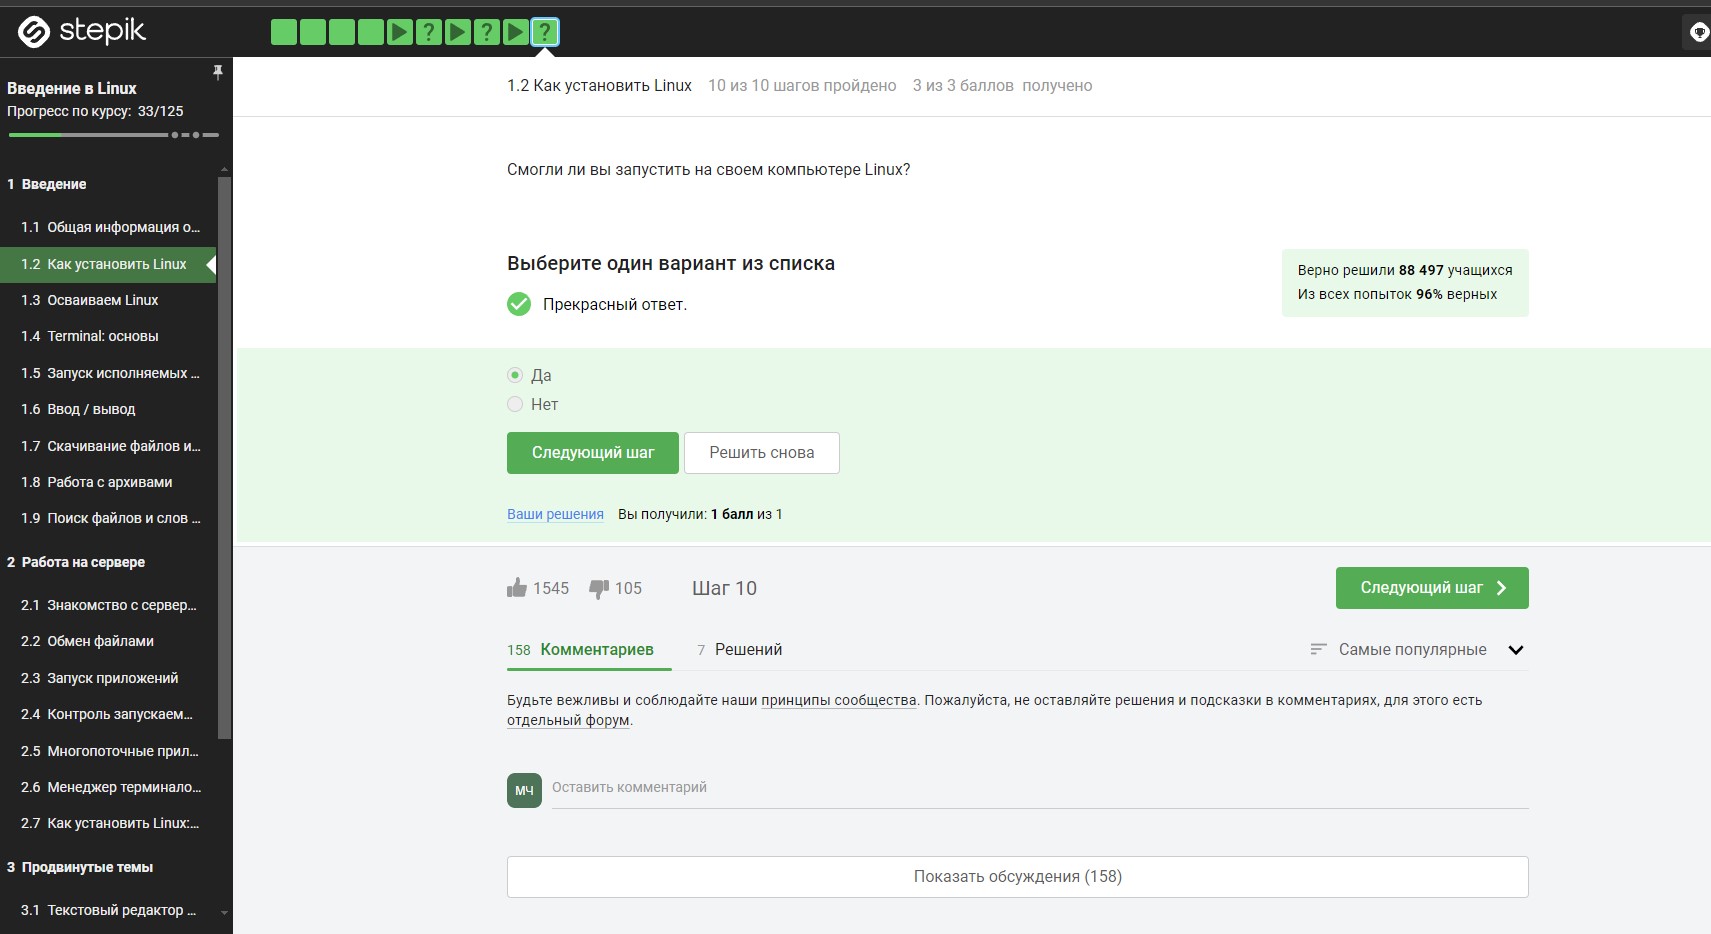 stepik
Введение в Linux
Прогресс по курсу: 33/125
1 Введение
1.1 Общая информация о...
1.2 Как установить Linux
1.3 Осваиваем Linux
1.4 Terminal: основы
1.5 Запуск исполняемых ...
1.6 Ввод / вывод
1.7 Скачивание файлов и...
1.8 Работа с архивами
1.9 Поиск файлов и слов ...
2 Работа на сервере
2.1 Знакомство с сервер...
2.2 Обмен файлами
2.3 Запуск приложений
2.4 Контроль запускаем...
2.5 Многопоточные прил...
2.6 Менеджер терминало...
2.7 Как установить Linux:...
3 Продвинутые темы
3.1 Текстовый редактор ...
? ? ?
1.2 Как установить Linux 10 из 10 шагов пройдено 3 из 3 баллов получено
Смогли ли вы запустить на своем компьютере Linux?
Выберите один вариант из списка
Прекрасный ответ.
Верно решили 88 497 учащихся
Из всех попыток 96% верных
Да
Нет
Следующий шаг Решить снова
Ваши решения Вы получили: 1 балл из 1
1545 105 Шаг 10 Следующий шаг
158 Комментариев 7 Решений Самые популярные
Будьте вежливы и соблюдайте наши принципы сообщества. Пожалуйста, не оставляйте решения и подсказки в комментариях, для этого есть
отдельный форум.
МЧ Оставить комментарий
Показать обсуждения (158)